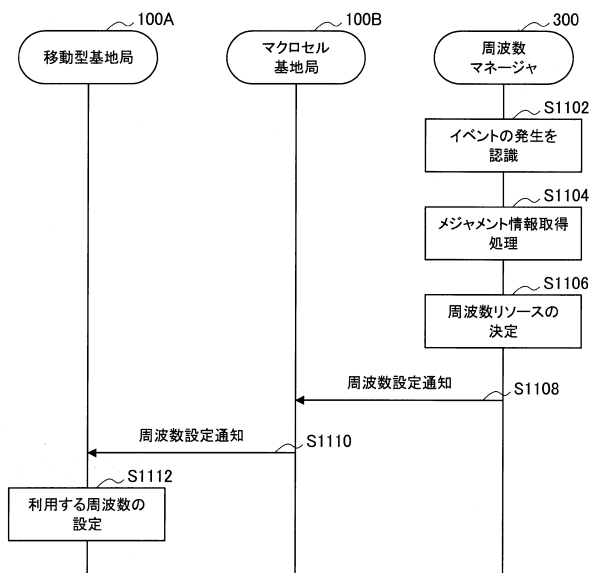 100A
移動型基地局
100B
マクロセル
基地局
300
周波数
マネージャ
S1102
イベントの発生を
認識
S1104
メジャメント情報取得
処理
S1106
周波数リソースの
決定
周波数設定通知
S1108
周波数設定通知
S1110
S1112
利用する周波数の
設定